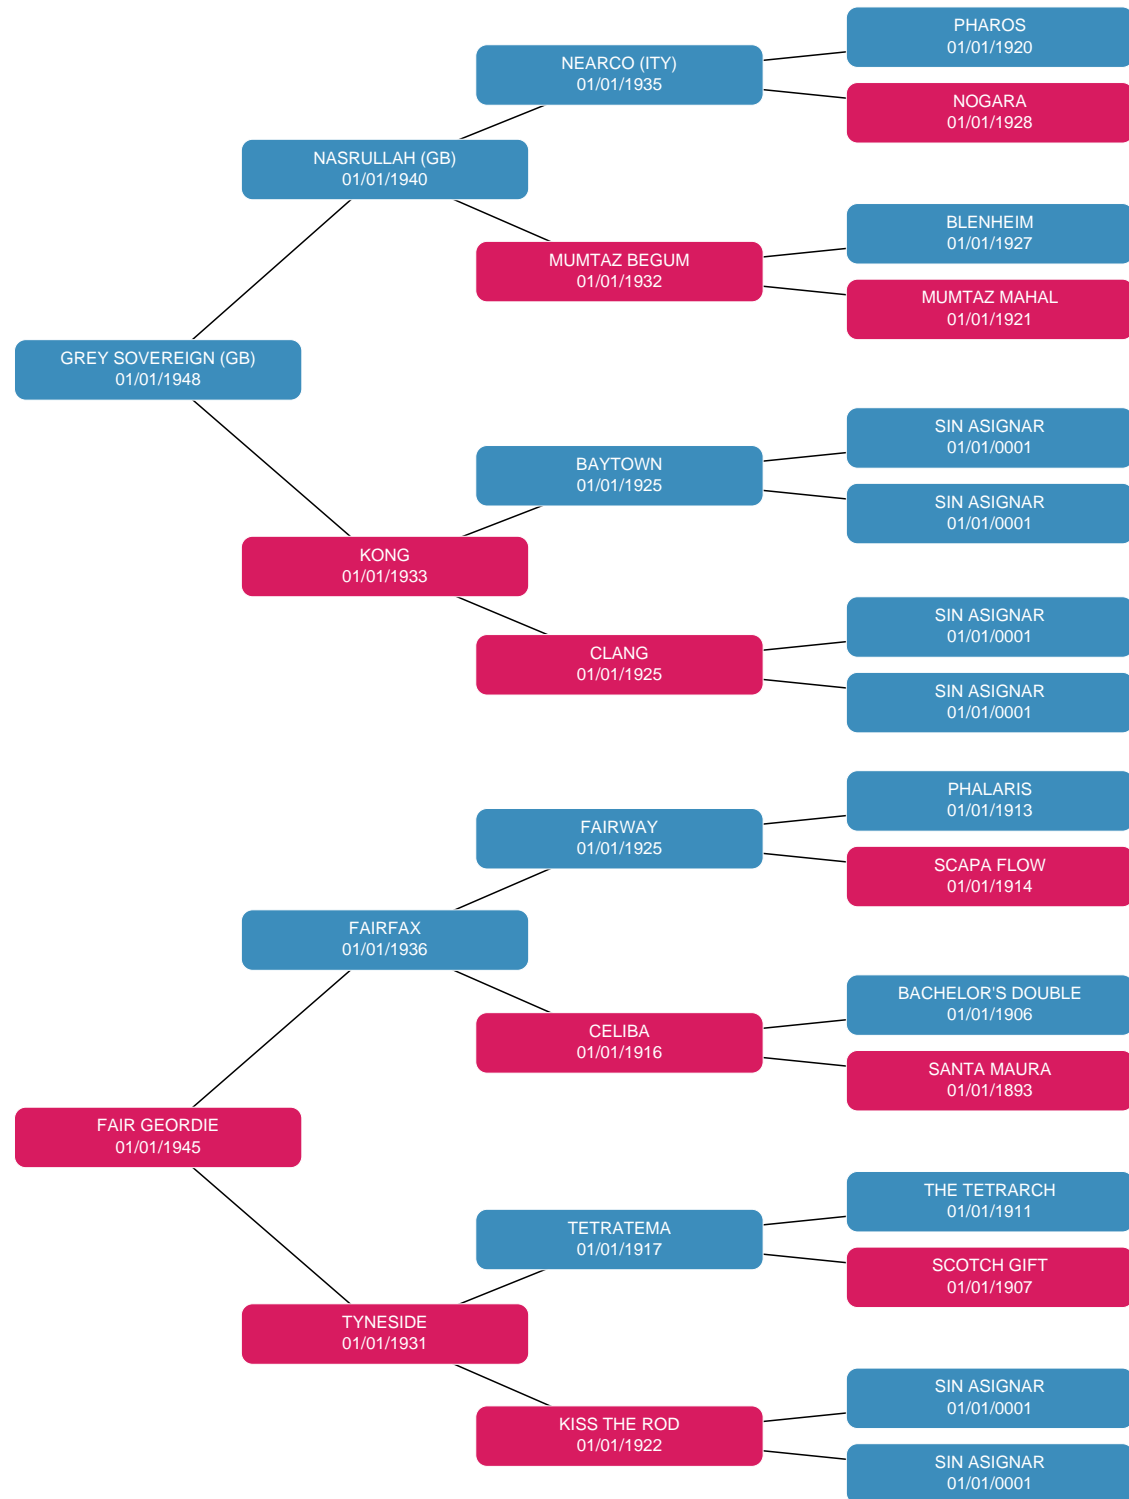 PHAROS
01/01/1920
NEARCO (ITY)
01/01/1935
NOGARA
01/01/1928
NASRULLAH (GB)
01/01/1940
BLENHEIM
01/01/1927
MUMTAZ BEGUM
01/01/1932
MUMTAZ MAHAL
01/01/1921
GREY SOVEREIGN (GB)
01/01/1948
SIN ASIGNAR
01/01/0001
BAYTOWN
01/01/1925
SIN ASIGNAR
01/01/0001
KONG
01/01/1933
SIN ASIGNAR
01/01/0001
CLANG
01/01/1925
SIN ASIGNAR
01/01/0001
PHALARIS
01/01/1913
FAIRWAY
01/01/1925
SCAPA FLOW
01/01/1914
FAIRFAX
01/01/1936
BACHELOR'S DOUBLE
01/01/1906
CELIBA
01/01/1916
SANTA MAURA
01/01/1893
FAIR GEORDIE
01/01/1945
THE TETRARCH
01/01/1911
TETRATEMA
01/01/1917
SCOTCH GIFT
01/01/1907
TYNESIDE
01/01/1931
SIN ASIGNAR
01/01/0001
KISS THE ROD
01/01/1922
SIN ASIGNAR
01/01/0001